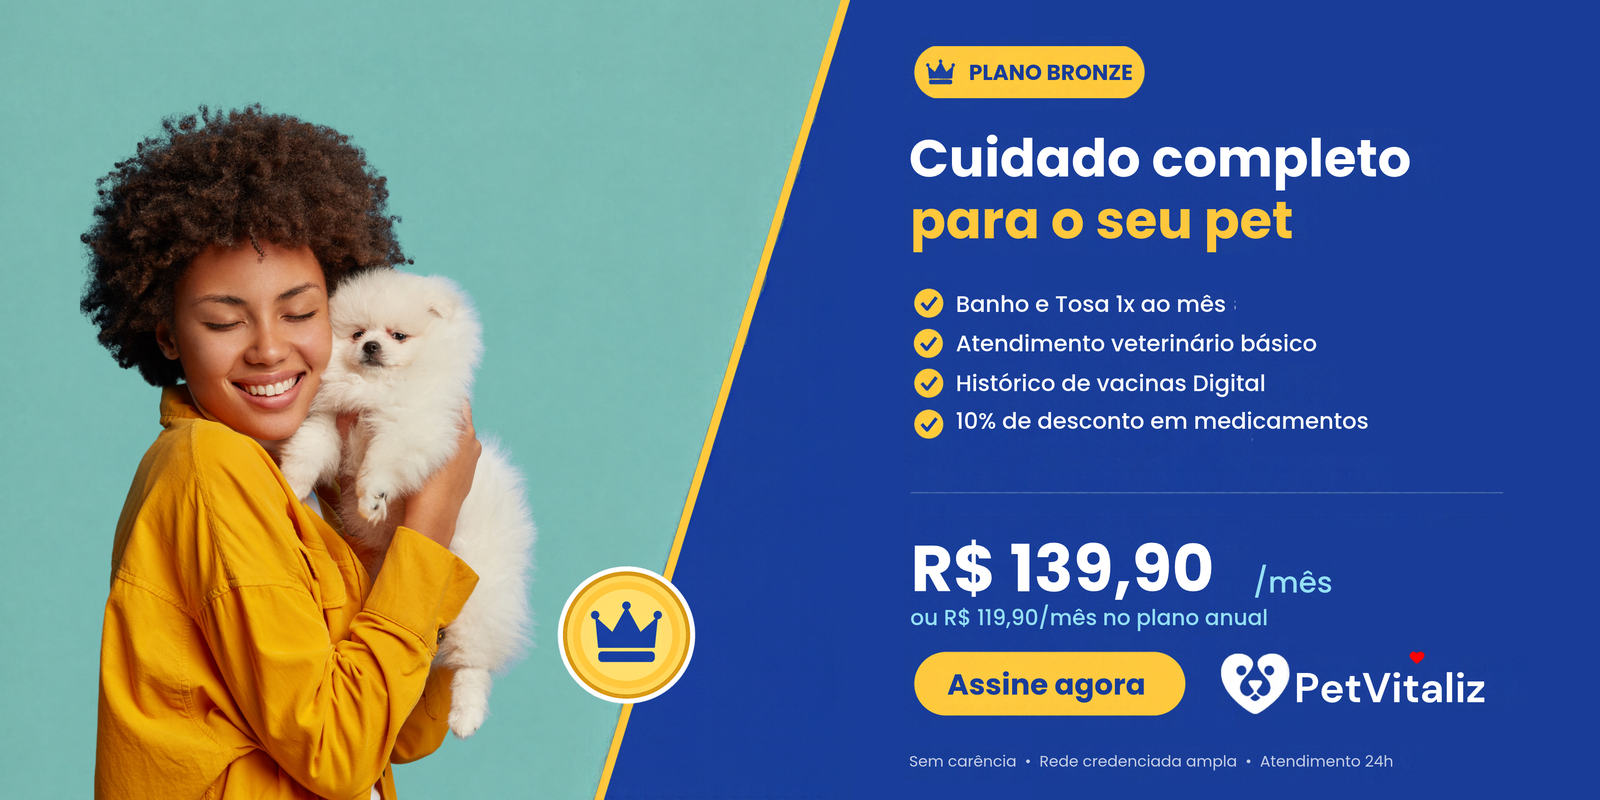 PLANO BRONZE
Cuidado completo
para o seu pet
Banho e Tosa 1x ao mês
Atendimento veterinário básico
Histórico de vacinas Digital
10% de desconto em medicamentos
R$ 139,90 /mês
ou R$ 119,90/mês no plano anual
Assine agora
PetVitaliz
Sem carência • Rede credenciada ampla • Atendimento 24h